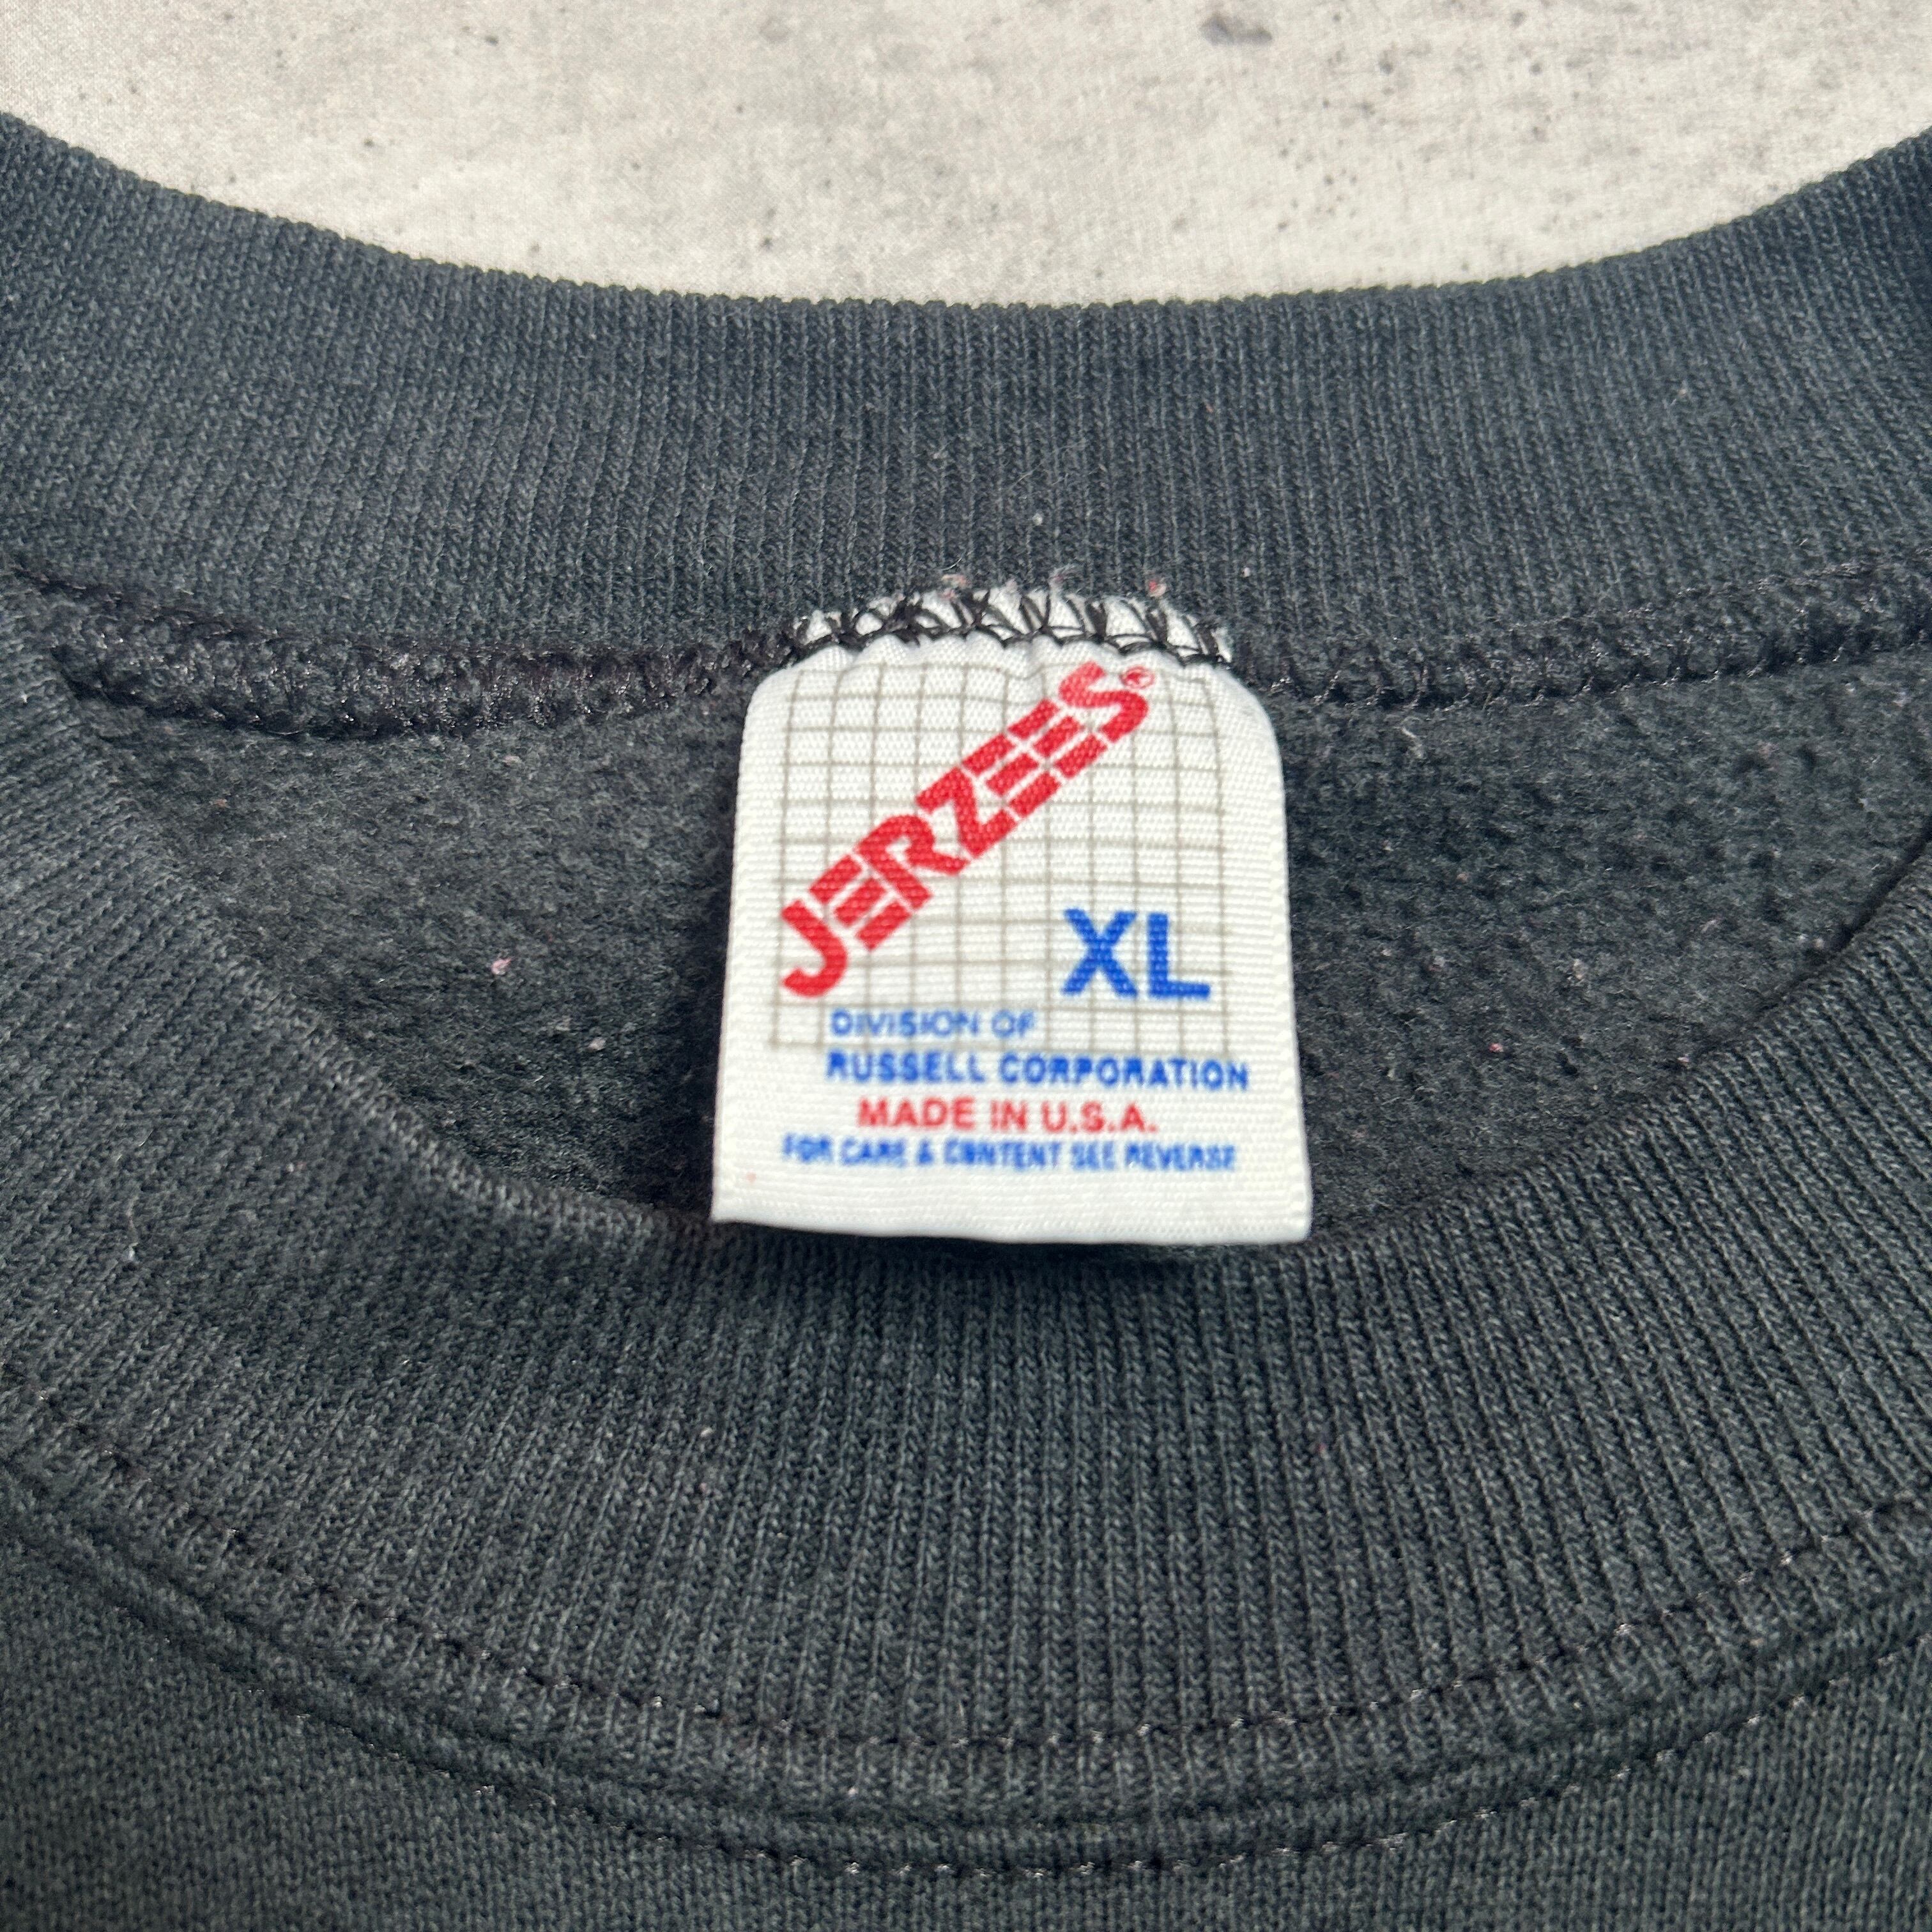 JERZEES®
XL
DIVISION OF
RUSSELL CORPORATION
MADE IN U.S.A.
FOR CARE & CONTENT SEE REVERSE